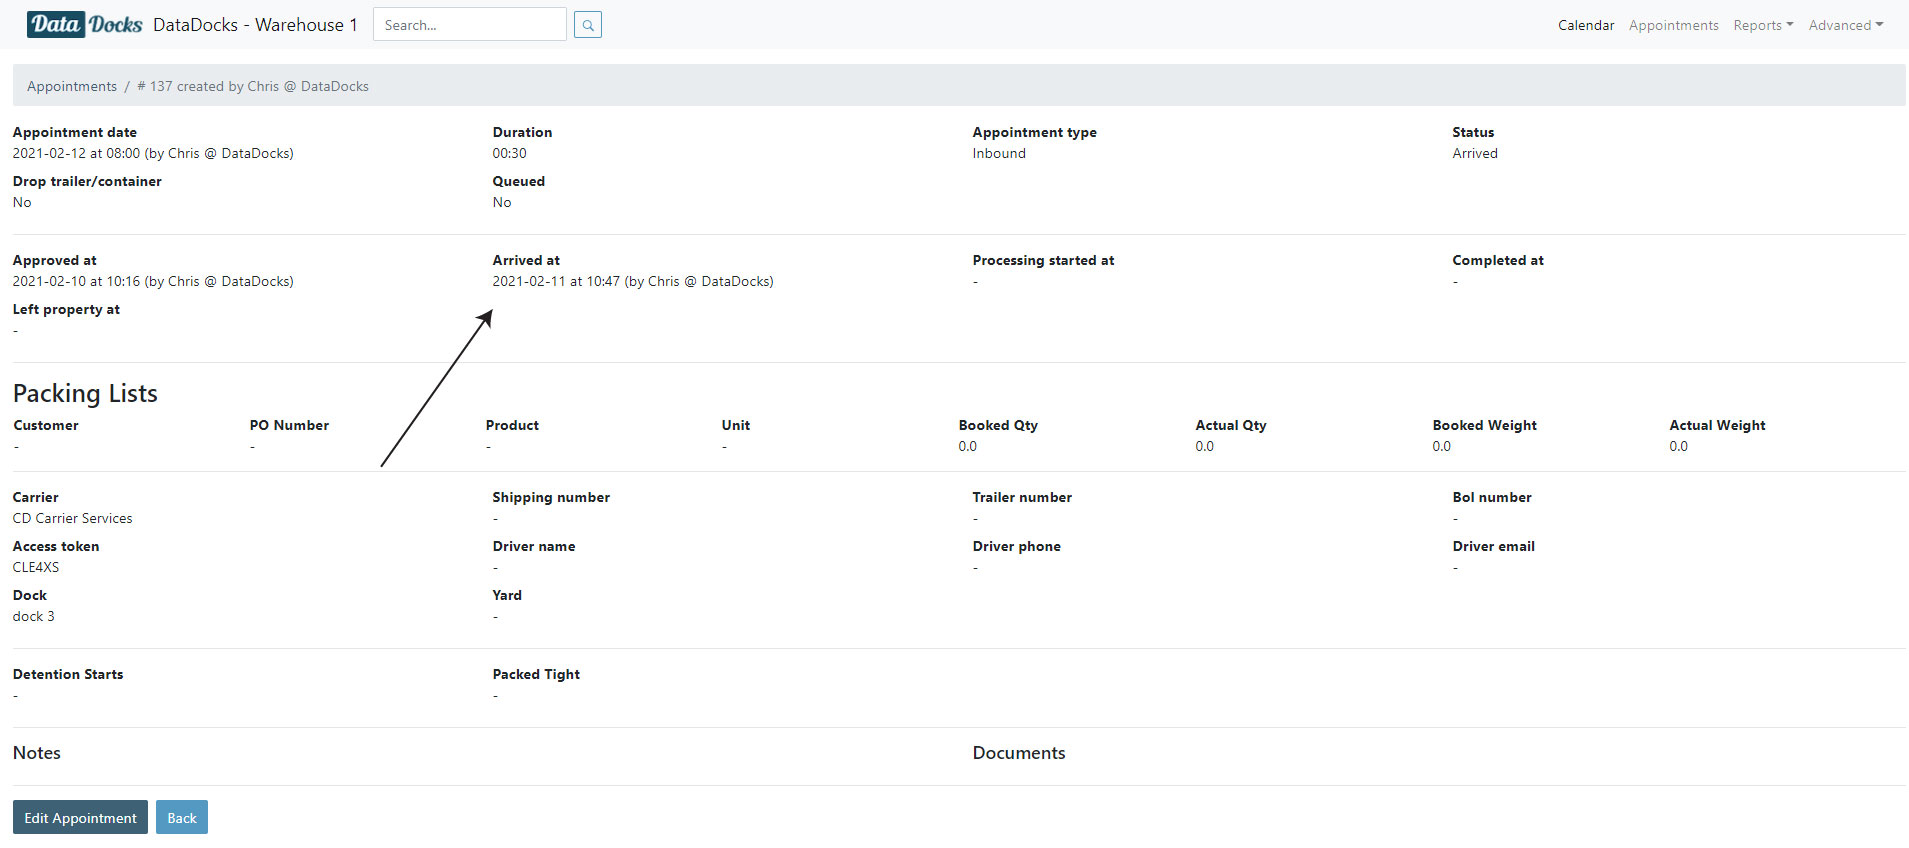 Data Docks DataDocks - Warehouse 1 Search... Calendar Appointments Reports Advanced
Appointments / # 137 created by Chris @ DataDocks
Appointment date Duration Appointment type Status
2021-02-12 at 08:00 (by Chris @ DataDocks) 00:30 Inbound Arrived
Drop trailer/container Queued
No No
Approved at Arrived at Processing started at Completed at
2021-02-10 at 10:16 (by Chris @ DataDocks) 2021-02-11 at 10:47 (by Chris @ DataDocks) - -
Left property at
-
Packing Lists
Customer PO Number Product Unit Booked Qty Actual Qty Booked Weight Actual Weight
- - - - 0.0 0.0 0.0 0.0
Carrier Shipping number Trailer number Bol number
CD Carrier Services - - -
Access token Driver name Driver phone Driver email
CLE4XS - - -
Dock Yard
dock 3 -
Detention Starts Packed Tight
- -
Notes Documents
Edit Appointment Back